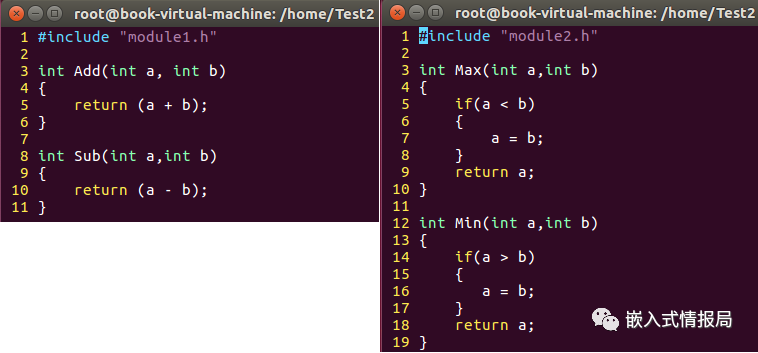 root@book-virtual-machine: /home/Test2
1 #include "module1.h"
2
3 int Add(int a, int b)
4 {
5     return (a + b);
6 }
7
8 int Sub(int a,int b)
9 {
10     return (a - b);
11 }
root@book-virtual-machine: /home/Test2
1 #include "module2.h"
2
3 int Max(int a,int b)
4 {
5     if(a < b)
6     {
7         a = b;
8     }
9     return a;
10 }
11
12 int Min(int a,int b)
13 {
14     if(a > b)
15     {
16        a = b;
17     }
18     return a;
19 }
嵌入式情报局